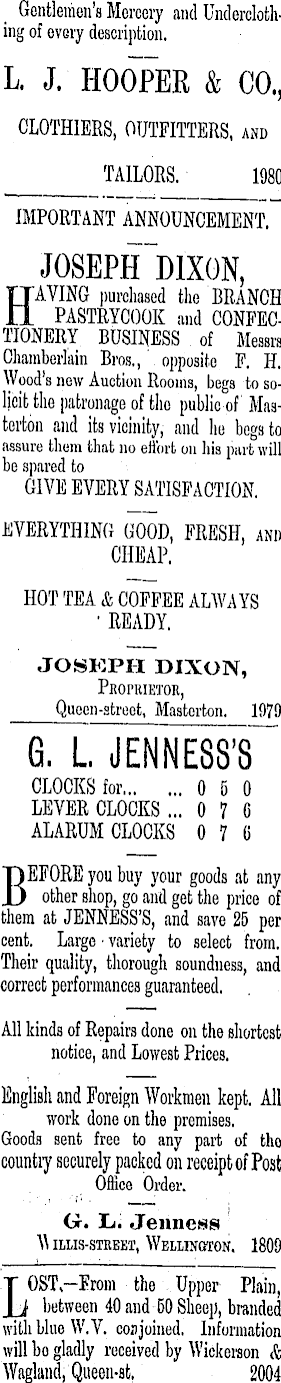 Gentlemen's Mercery and Undercloth-
ing of every description.
L. J. HOOPER & CO.,
CLOTHIERS, OUTFITTERS, AND
TAILORS. 1980
IMPORTANT ANNOUNCEMENT.
JOSEPH DIXON,
HAVING purchased the BRANCH
PASTRYCOOK and CONFEC-
TIONERY BUSINESS of Messrs
Chamberlain Bros., opposite F. H.
Wood's new Auction Rooms, begs to so-
licit the patronage of the public of Mas-
terton and its vicinity, and he begs to
assure them that no effort on his part will
be spared to
GIVE EVERY SATISFACTION.
EVERYTHING GOOD, FRESH, AND
CHEAP.
HOT TEA & COFFEE ALWAYS
READY.
JOSEPH DIXON,
PROPRIETOR,
Queen-street, Masterton. 1979
G. L. JENNESS'S
CLOCKS for... ... 0 5 0
LEVER CLOCKS ... 0 7 6
ALARUM CLOCKS 0 7 6
BEFORE you buy your goods at any
other shop, go and get the price of
them at JENNESS'S, and save 25 per
cent. Large variety to select from.
Their quality, thorough soundness, and
correct performances guaranteed.
All kinds of Repairs done on the shortest
notice, and Lowest Prices.
English and Foreign Workmen kept. All
work done on the premises.
Goods sent free to any part of the
country securely packed on receipt of Post
Office Order.
G. L. Jenness
WILLIS-STREET, WELLINGTON. 1809
LOST,—From the Upper Plain,
between 40 and 50 Sheep, branded
with blue W.V. conjoined. Information
will be gladly received by Wickerson &
Wagland, Queen-st. 2004